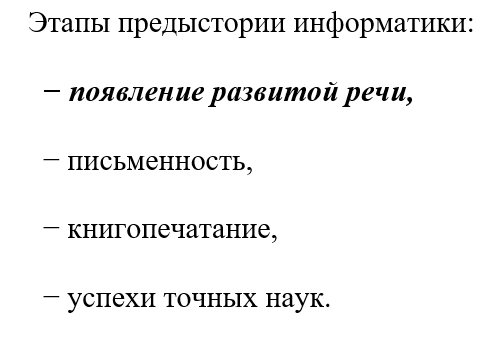 Этапы предыстории информатики:
− появление развитой речи,
− письменность,
− книгопечатание,
− успехи точных наук.